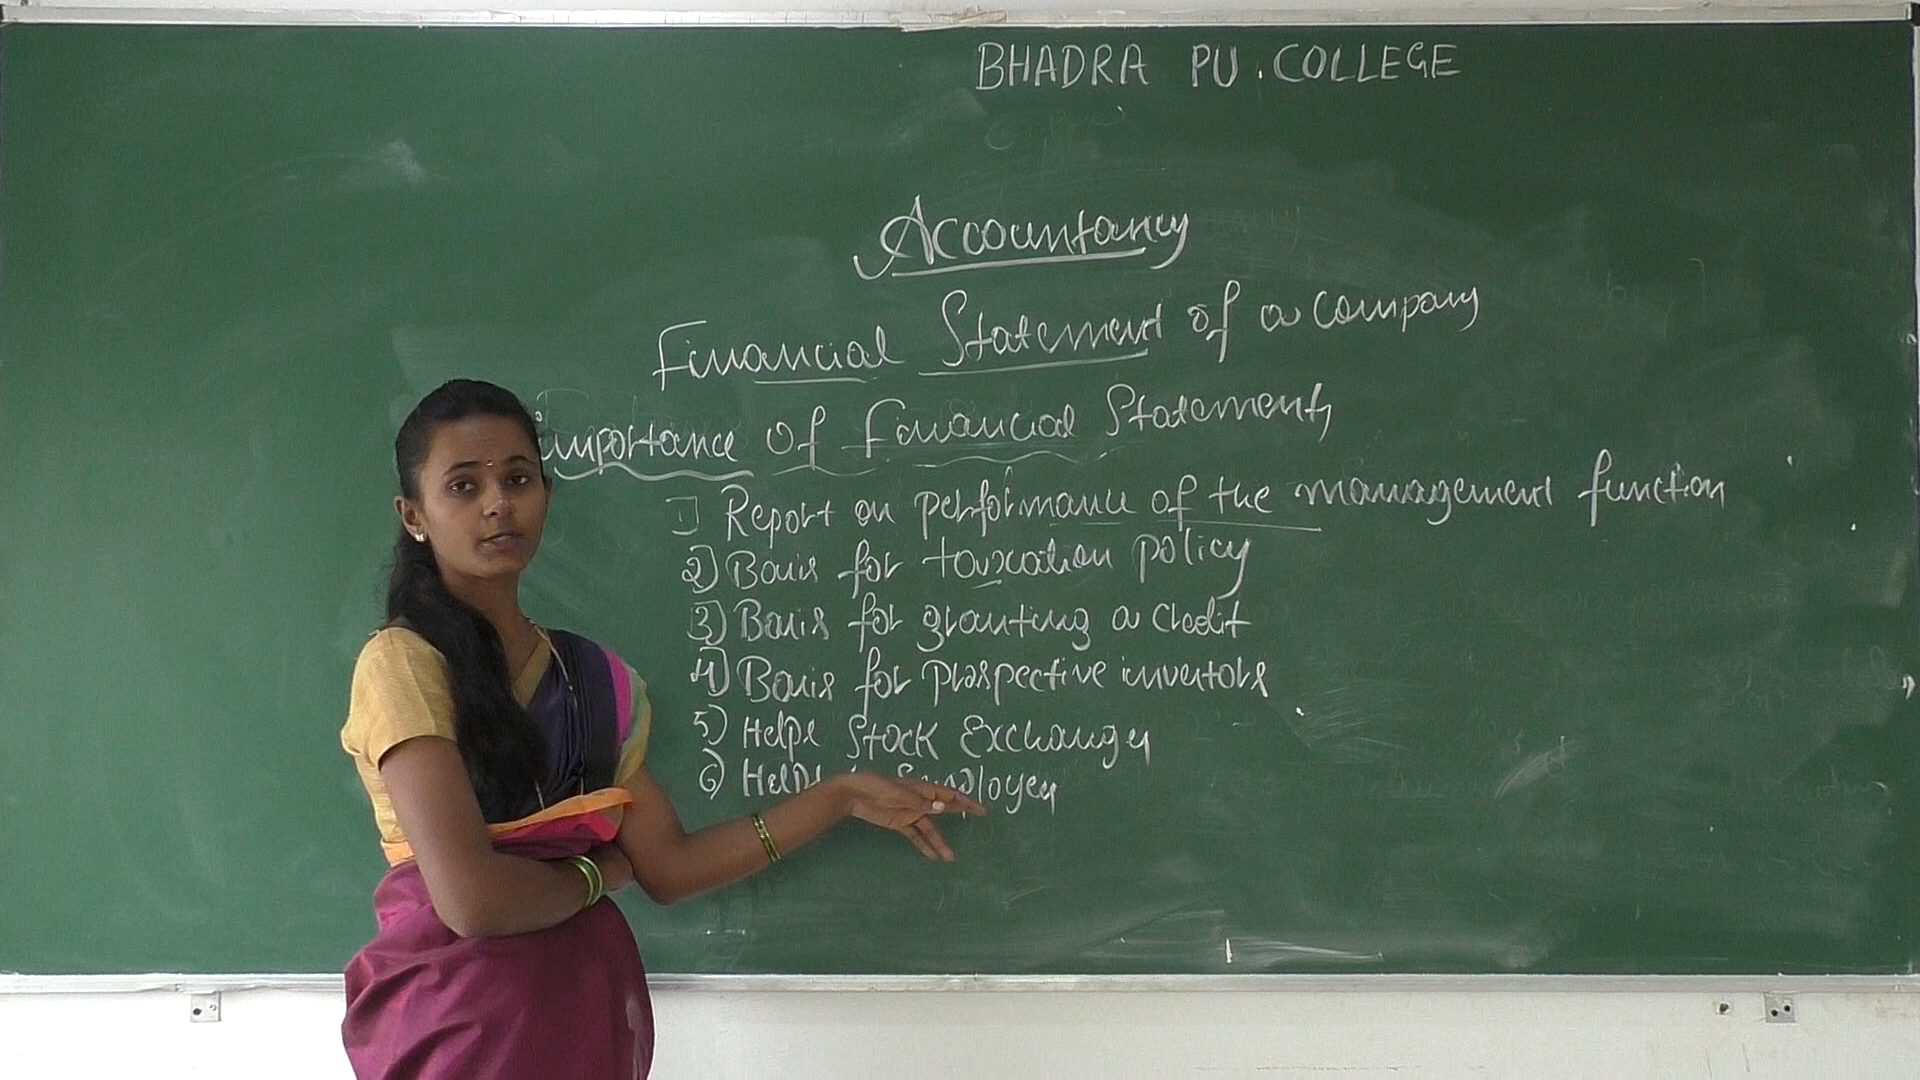 BHADRA PU.COLLEGE
Accountancy
Financial Statement of a company
importance of Financial Statements
1) Report on performance of the management function
2) Basis for taxation policy
3) Basis for granting a credit
4) Basis for prospective investors
5) Helps Stock Exchanges
6) Helps Employees